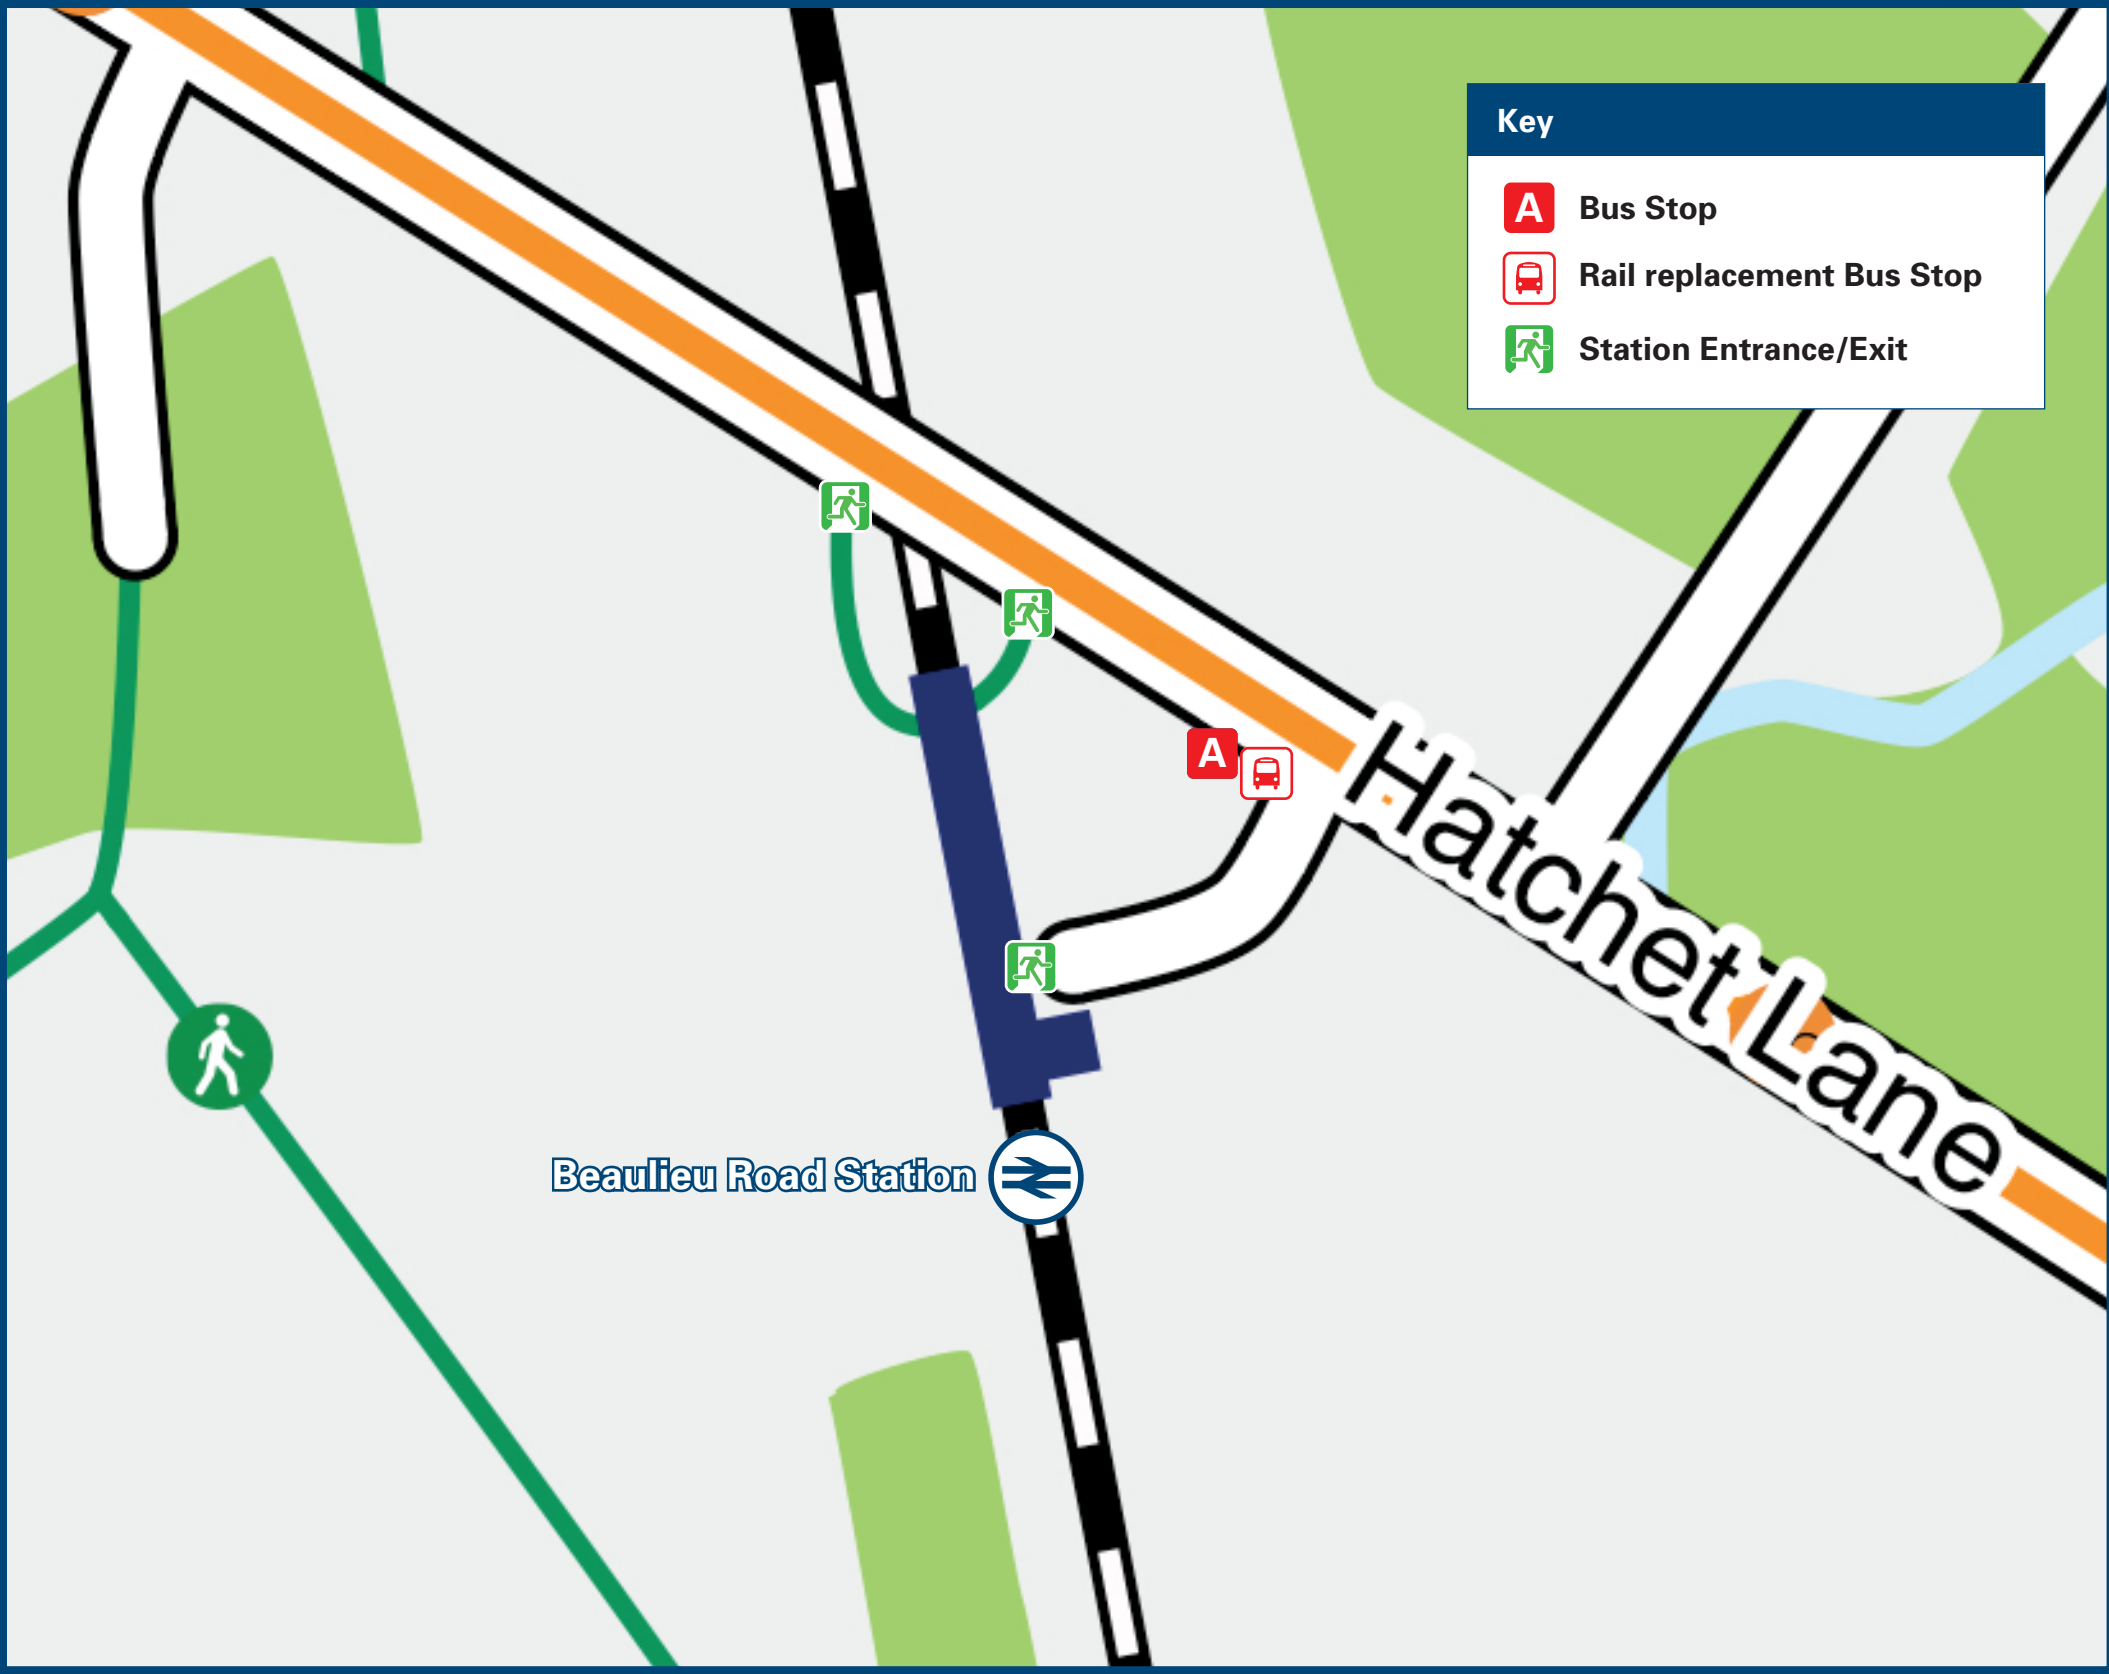 Key
A Bus Stop
Rail replacement Bus Stop
Station Entrance/Exit
A
Hatchet Lane
Beaulieu Road Station